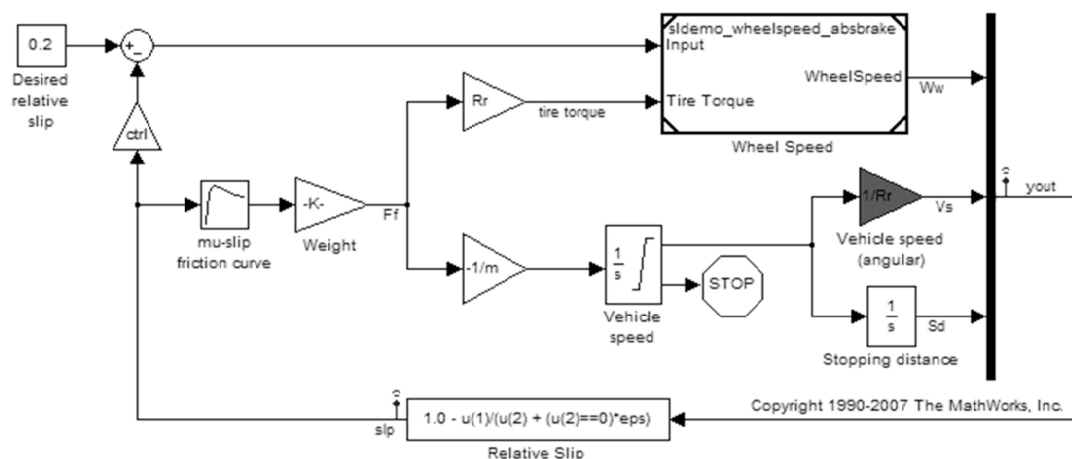 0.2
Desired
relative
slip
+
-
ctrl
mu-slip
friction curve
-K-
Weight
Ff
Rr
tire torque
-1/m
sldemo_wheelspeed_absbrake
Input
Tire Torque
WheelSpeed
Wheel Speed
Ww
1
s
Vehicle
speed
STOP
1/Rr
Vs
Vehicle speed
(angular)
1
s
Sd
Stopping distance
yout
Copyright 1990-2007 The MathWorks, Inc.
1.0 - u(1)/(u(2) + (u(2)==0)*eps)
slp
Relative Slip